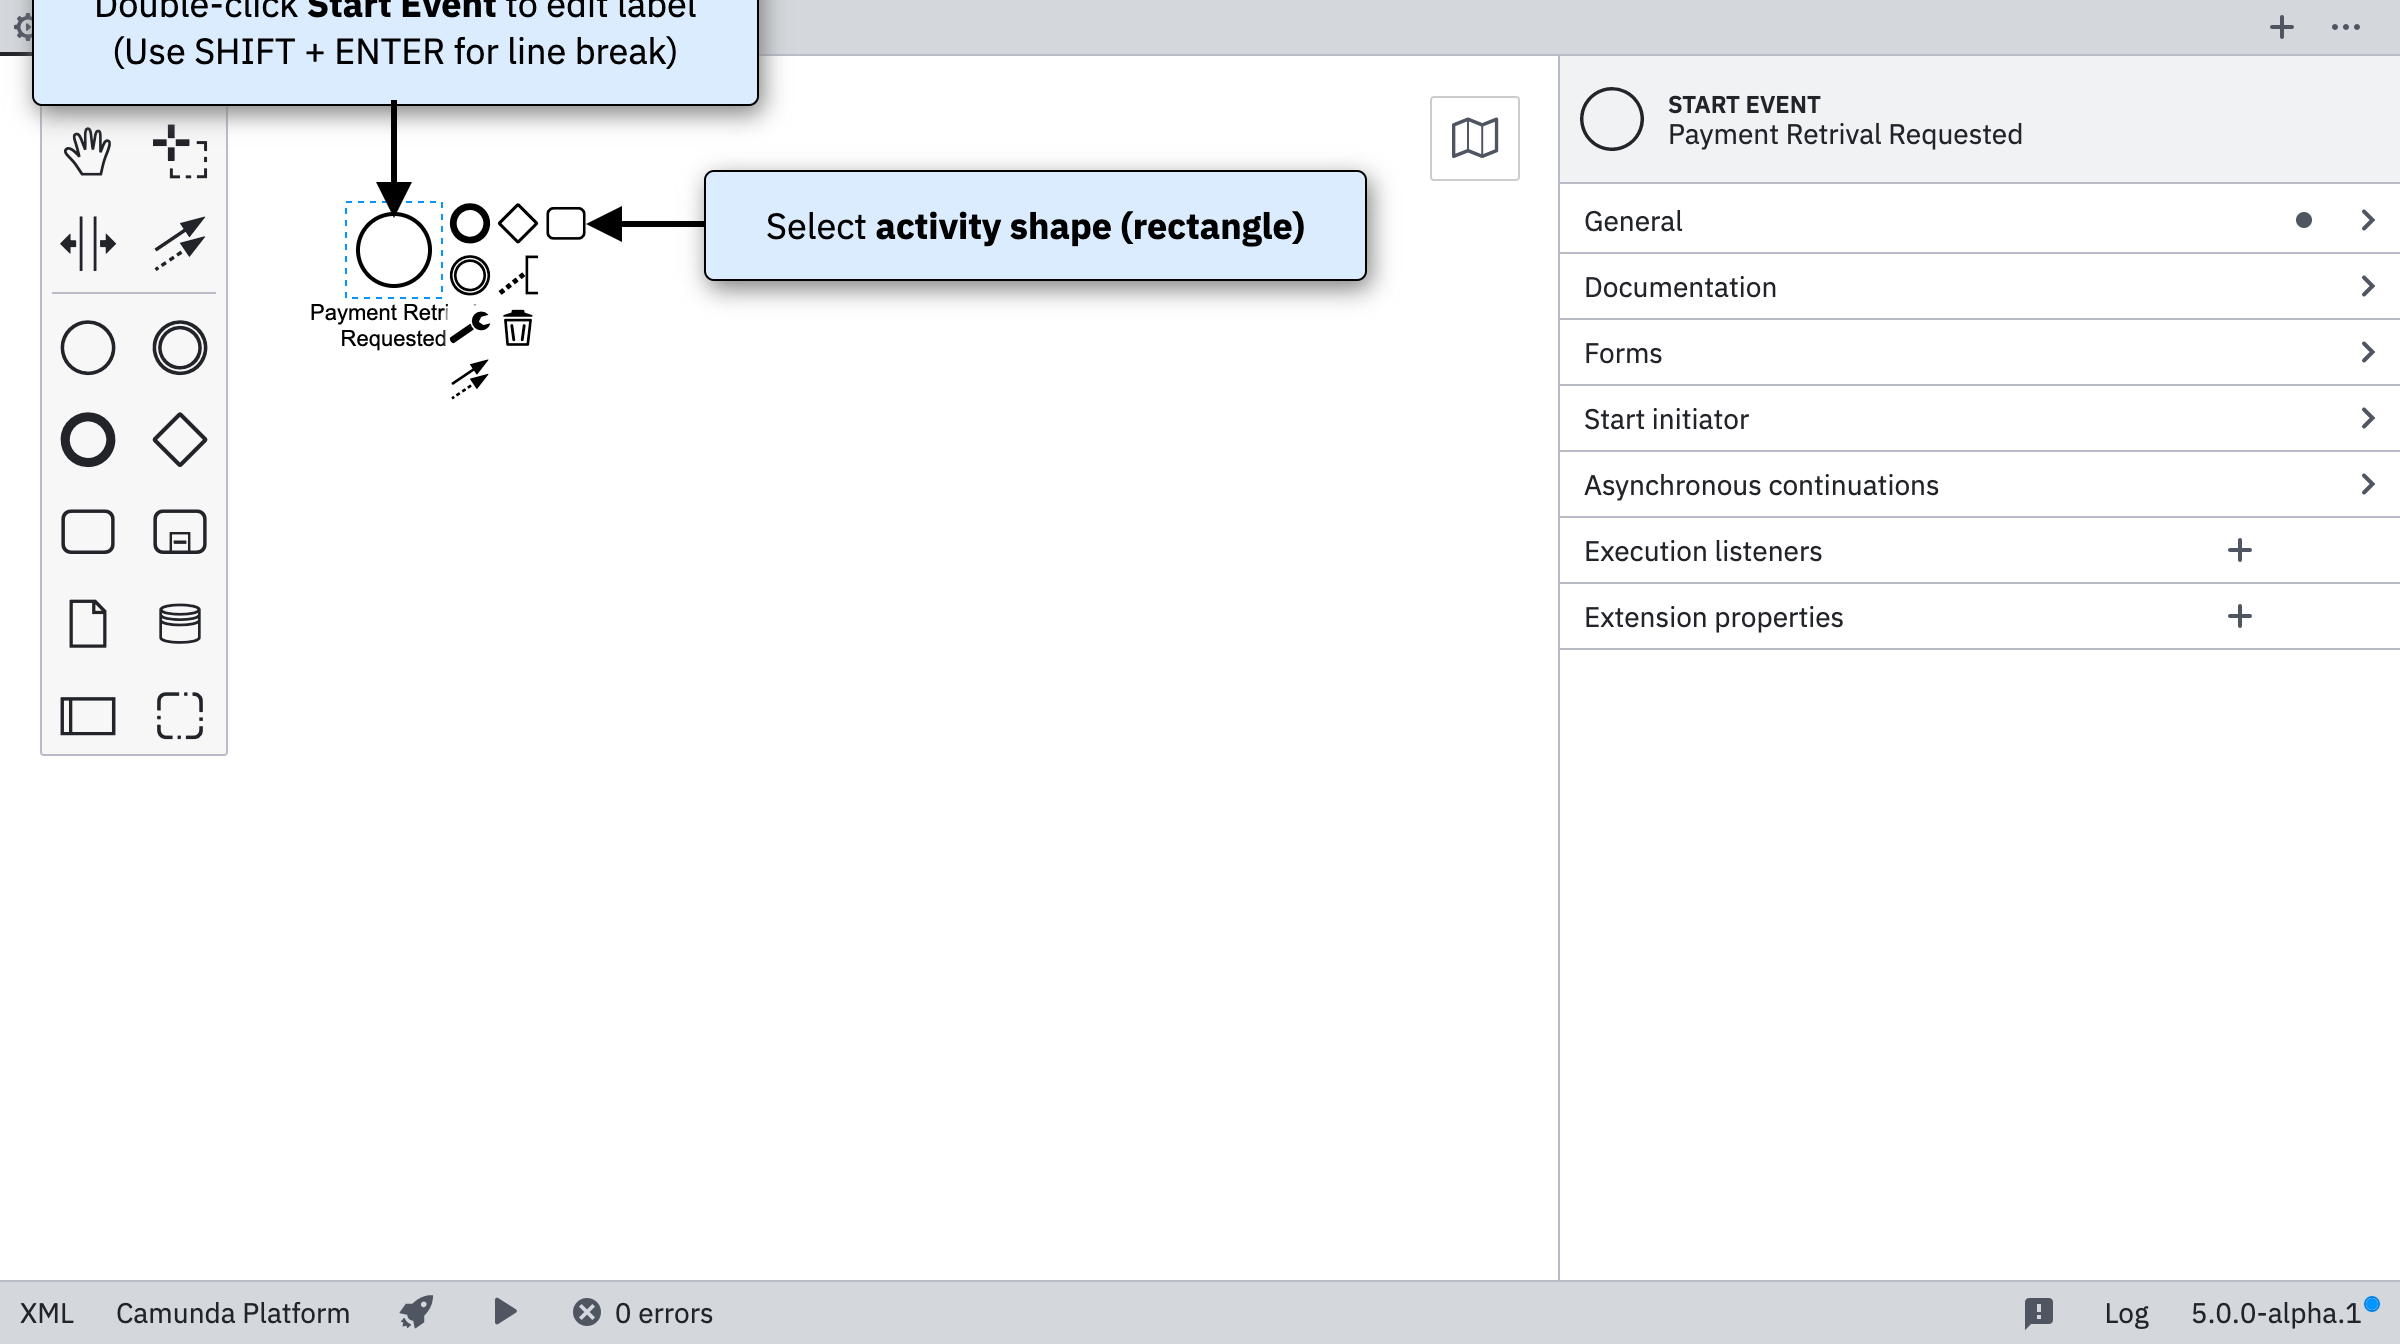 Double-click Start Event to edit label
(Use SHIFT + ENTER for line break)
Select activity shape (rectangle)
Payment Retri
Requested
START EVENT
Payment Retrival Requested
General
Documentation
Forms
Start initiator
Asynchronous continuations
Execution listeners
Extension properties
XML
Camunda Platform
0 errors
Log
5.0.0-alpha.1